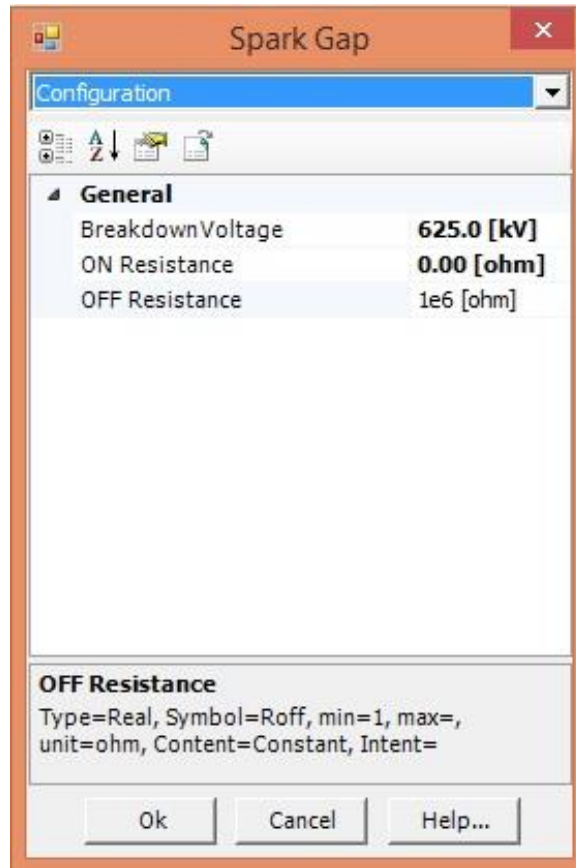 Spark Gap
Configuration
General
BreakdownVoltage 625.0 [kV]
ON Resistance 0.00 [ohm]
OFF Resistance 1e6 [ohm]
OFF Resistance
Type=Real, Symbol=Roff, min=1, max=,
unit=ohm, Content=Constant, Intent=
Ok Cancel Help...